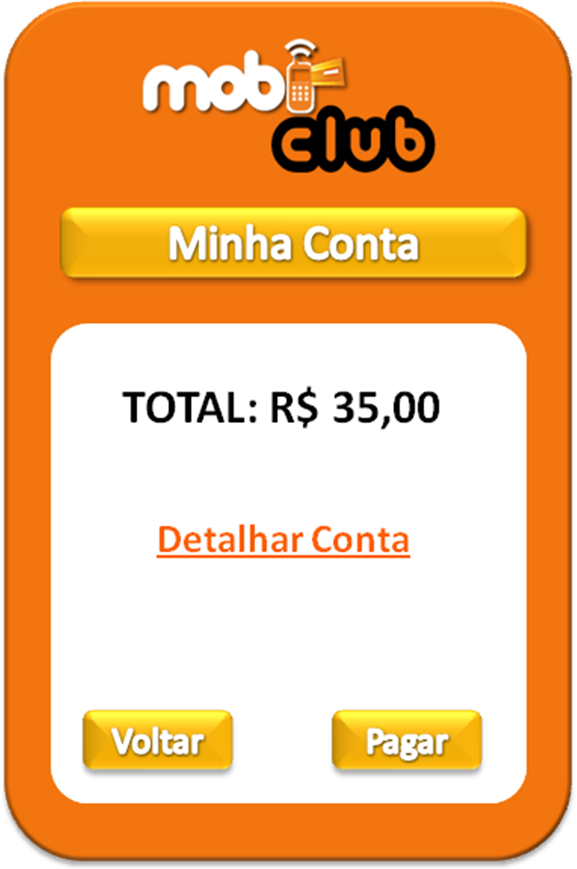 mobi
club
Minha Conta
TOTAL: R$ 35,00
Detalhar Conta
Voltar
Pagar